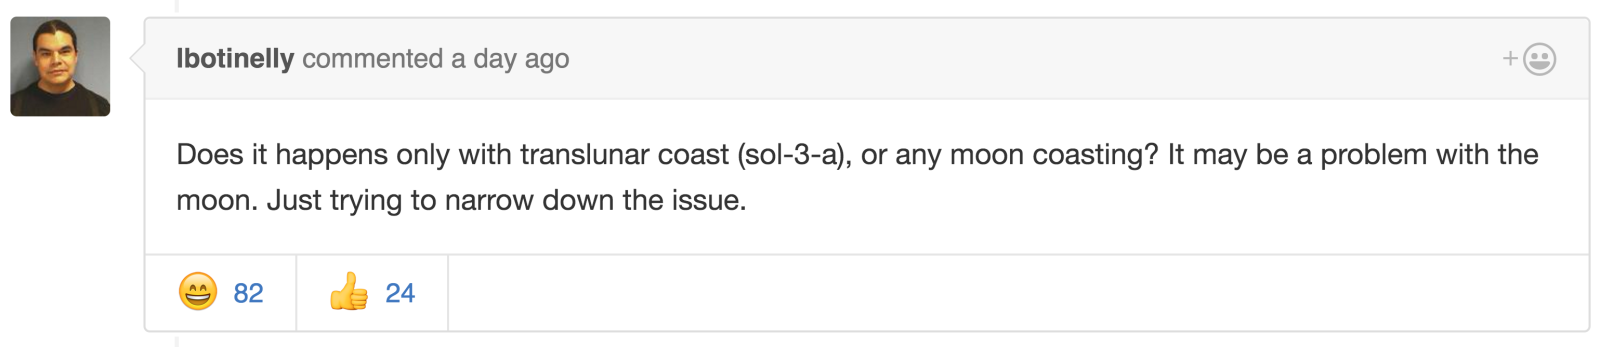 lbotinelly commented a day ago
+
Does it happens only with translunar coast (sol-3-a), or any moon coasting? It may be a problem with the
moon. Just trying to narrow down the issue.
82 24